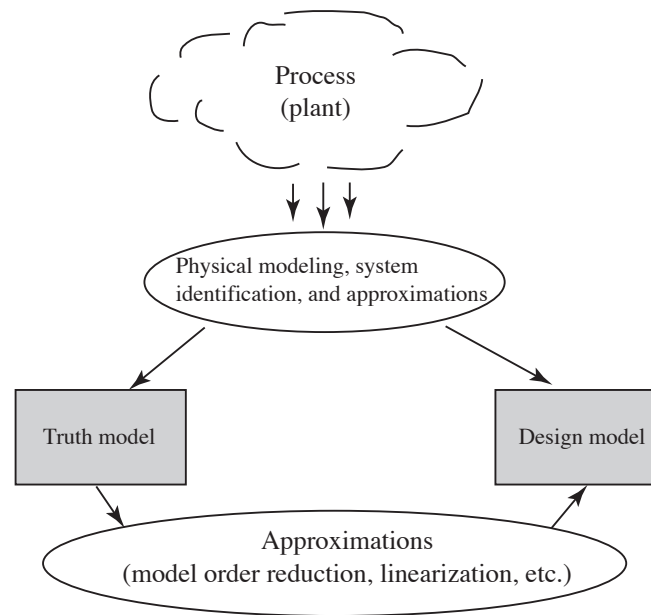 Process
(plant)
Physical modeling, system
identification, and approximations
Truth model
Design model
Approximations
(model order reduction, linearization, etc.)